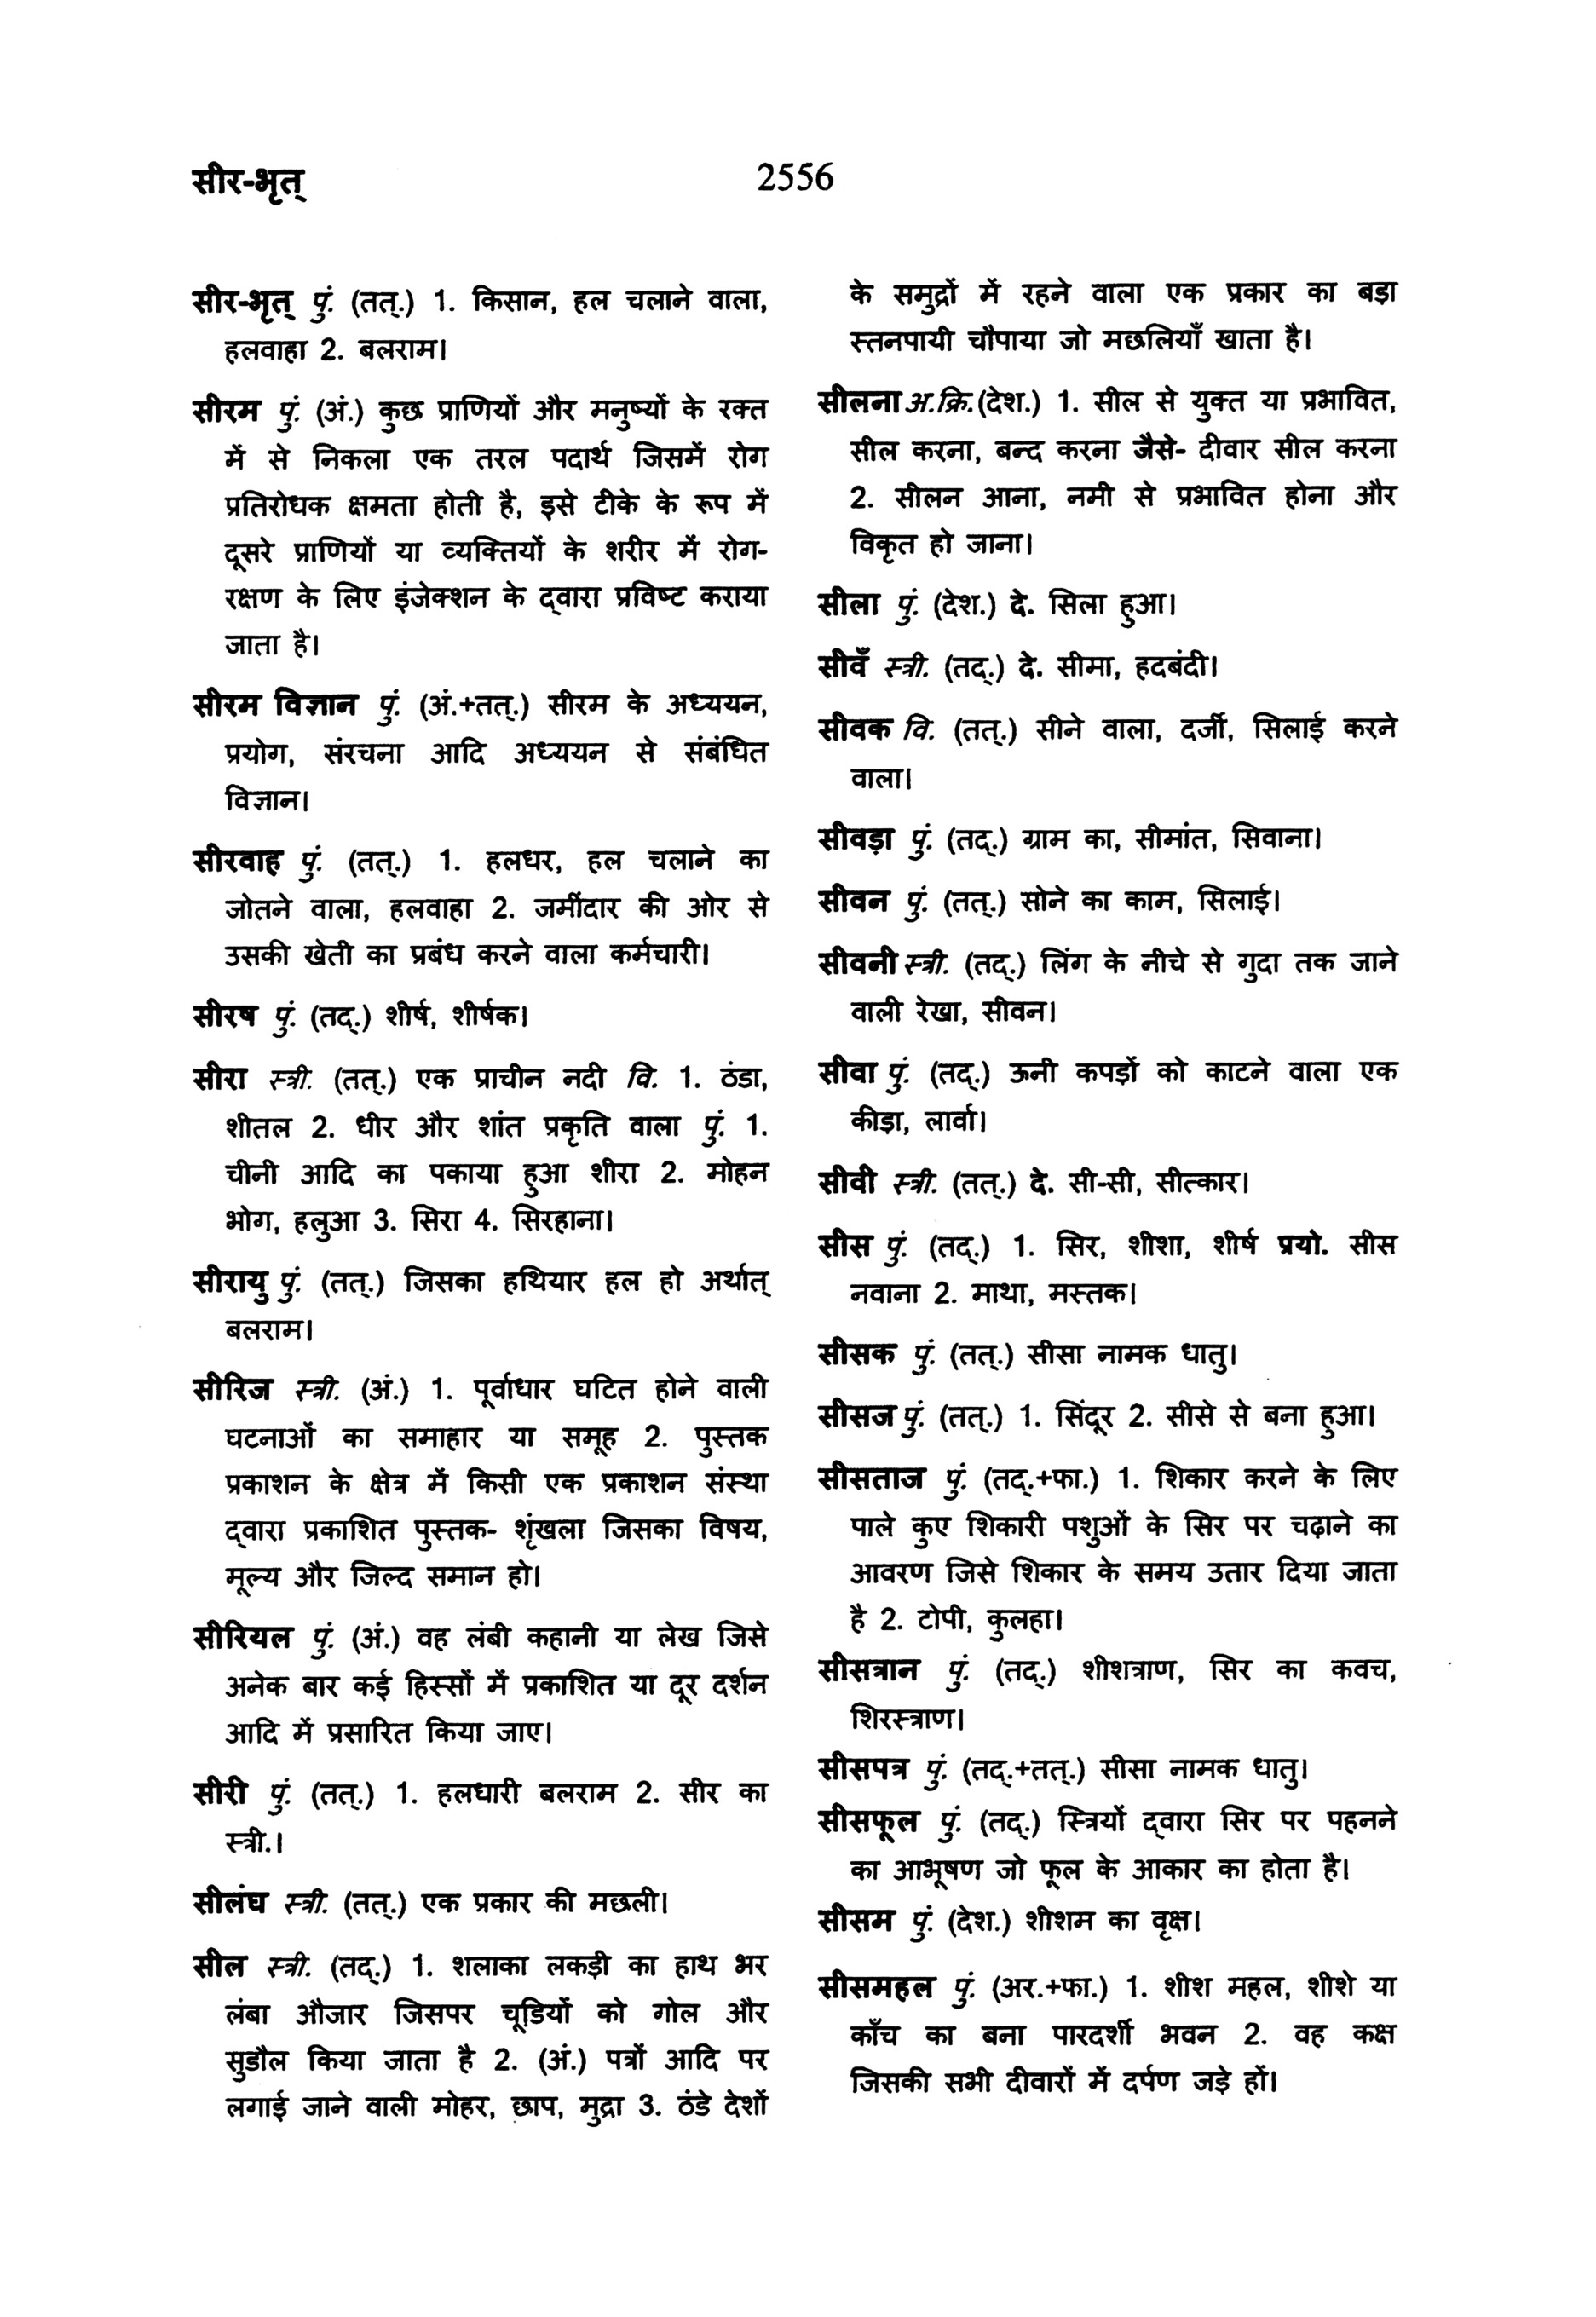 सीर-भृत्
2556
सीर-भृत् पुं. (तत्.) 1. किसान, हल चलाने वाला,
हलवाहा 2. बलराम।
सीरम पुं. (अं.) कुछ प्राणियों और मनुष्यों के रक्त
में से निकला एक तरल पदार्थ जिसमें रोग
प्रतिरोधक क्षमता होती है, इसे टीके के रूप में
दूसरे प्राणियों या व्यक्तियों के शरीर में रोग-
रक्षण के लिए इंजेक्शन के द्वारा प्रविष्ट कराया
जाता है।
सीरम विज्ञान पुं. (अं.+तत्.) सीरम के अध्ययन,
प्रयोग, संरचना आदि अध्ययन से संबंधित
विज्ञान।
सीरवाह पुं. (तत्.) 1. हलधर, हल चलाने का
जोतने वाला, हलवाहा 2. जमींदार की ओर से
उसकी खेती का प्रबंध करने वाला कर्मचारी।
सीरष पुं. (तद्.) शीर्ष, शीर्षक।
सीरा स्त्री. (तत्.) एक प्राचीन नदी वि. 1. ठंडा,
शीतल 2. धीर और शांत प्रकृति वाला पुं. 1.
चीनी आदि का पकाया हुआ शीरा 2. मोहन
भोग, हलुआ 3. सिरा 4. सिरहाना।
सीरायु पुं. (तत्.) जिसका हथियार हल हो अर्थात्
बलराम।
सीरिज स्त्री. (अं.) 1. पूर्वाधार घटित होने वाली
घटनाओं का समाहार या समूह 2. पुस्तक
प्रकाशन के क्षेत्र में किसी एक प्रकाशन संस्था
द्वारा प्रकाशित पुस्तक- शृंखला जिसका विषय,
मूल्य और जिल्द समान हो।
सीरियल पुं. (अं.) वह लंबी कहानी या लेख जिसे
अनेक बार कई हिस्सों में प्रकाशित या दूर दर्शन
आदि में प्रसारित किया जाए।
सीरी पुं. (तत्.) 1. हलधारी बलराम 2. सीर का
स्त्री.।
सीलंघ स्त्री. (तत्.) एक प्रकार की मछली।
सील स्त्री. (तद्.) 1. शलाका लकड़ी का हाथ भर
लंबा औजार जिसपर चूडियों को गोल और
सुडौल किया जाता है 2. (अं.) पत्रों आदि पर
लगाई जाने वाली मोहर, छाप, मुद्रा 3. ठंडे देशों
के समुद्रों में रहने वाला एक प्रकार का बड़ा
स्तनपायी चौपाया जो मछलियाँ खाता है।
सीलना अ.क्रि.(देश.) 1. सील से युक्त या प्रभावित,
सील करना, बन्द करना जैसे- दीवार सील करना
2. सीलन आना, नमी से प्रभावित होना और
विकृत हो जाना।
सीला पुं. (देश.) दे. सिला हुआ।
सीवँ स्त्री. (तद्.) दे. सीमा, हदबंदी।
सीवक वि. (तत्.) सीने वाला, दर्जी, सिलाई करने
वाला।
सीवड़ा पुं. (तद्.) ग्राम का, सीमांत, सिवाना।
सीवन पुं. (तत्.) सोने का काम, सिलाई।
सीवनी स्त्री. (तद्.) लिंग के नीचे से गुदा तक जाने
वाली रेखा, सीवन।
सीवा पुं. (तद्.) ऊनी कपड़ों को काटने वाला एक
कीड़ा, लार्वा।
सीवी स्त्री. (तत्.) दे. सी-सी, सीत्कार।
सीस पुं. (तद्.) 1. सिर, शीशा, शीर्ष प्रयो. सीस
नवाना 2. माथा, मस्तक।
सीसक पुं. (तत्.) सीसा नामक धातु।
सीसज पुं. (तत्.) 1. सिंदूर 2. सीसे से बना हुआ।
सीसताज पुं. (तद्.+फा.) 1. शिकार करने के लिए
पाले कुए शिकारी पशुओं के सिर पर चढ़ाने का
आवरण जिसे शिकार के समय उतार दिया जाता
है 2. टोपी, कुलहा।
सीसत्रान पुं. (तद्.) शीशत्राण, सिर का कवच,
शिरस्त्राण।
सीसपत्र पुं. (तद्.+तत्.) सीसा नामक धातु।
सीसफूल पुं. (तद्.) स्त्रियों द्वारा सिर पर पहनने
का आभूषण जो फूल के आकार का होता है।
सीसम पुं. (देश.) शीशम का वृक्ष।
सीसमहल पुं. (अर.+फा.) 1. शीश महल, शीशे या
काँच का बना पारदर्शी भवन 2. वह कक्ष
जिसकी सभी दीवारों में दर्पण जड़े हों।